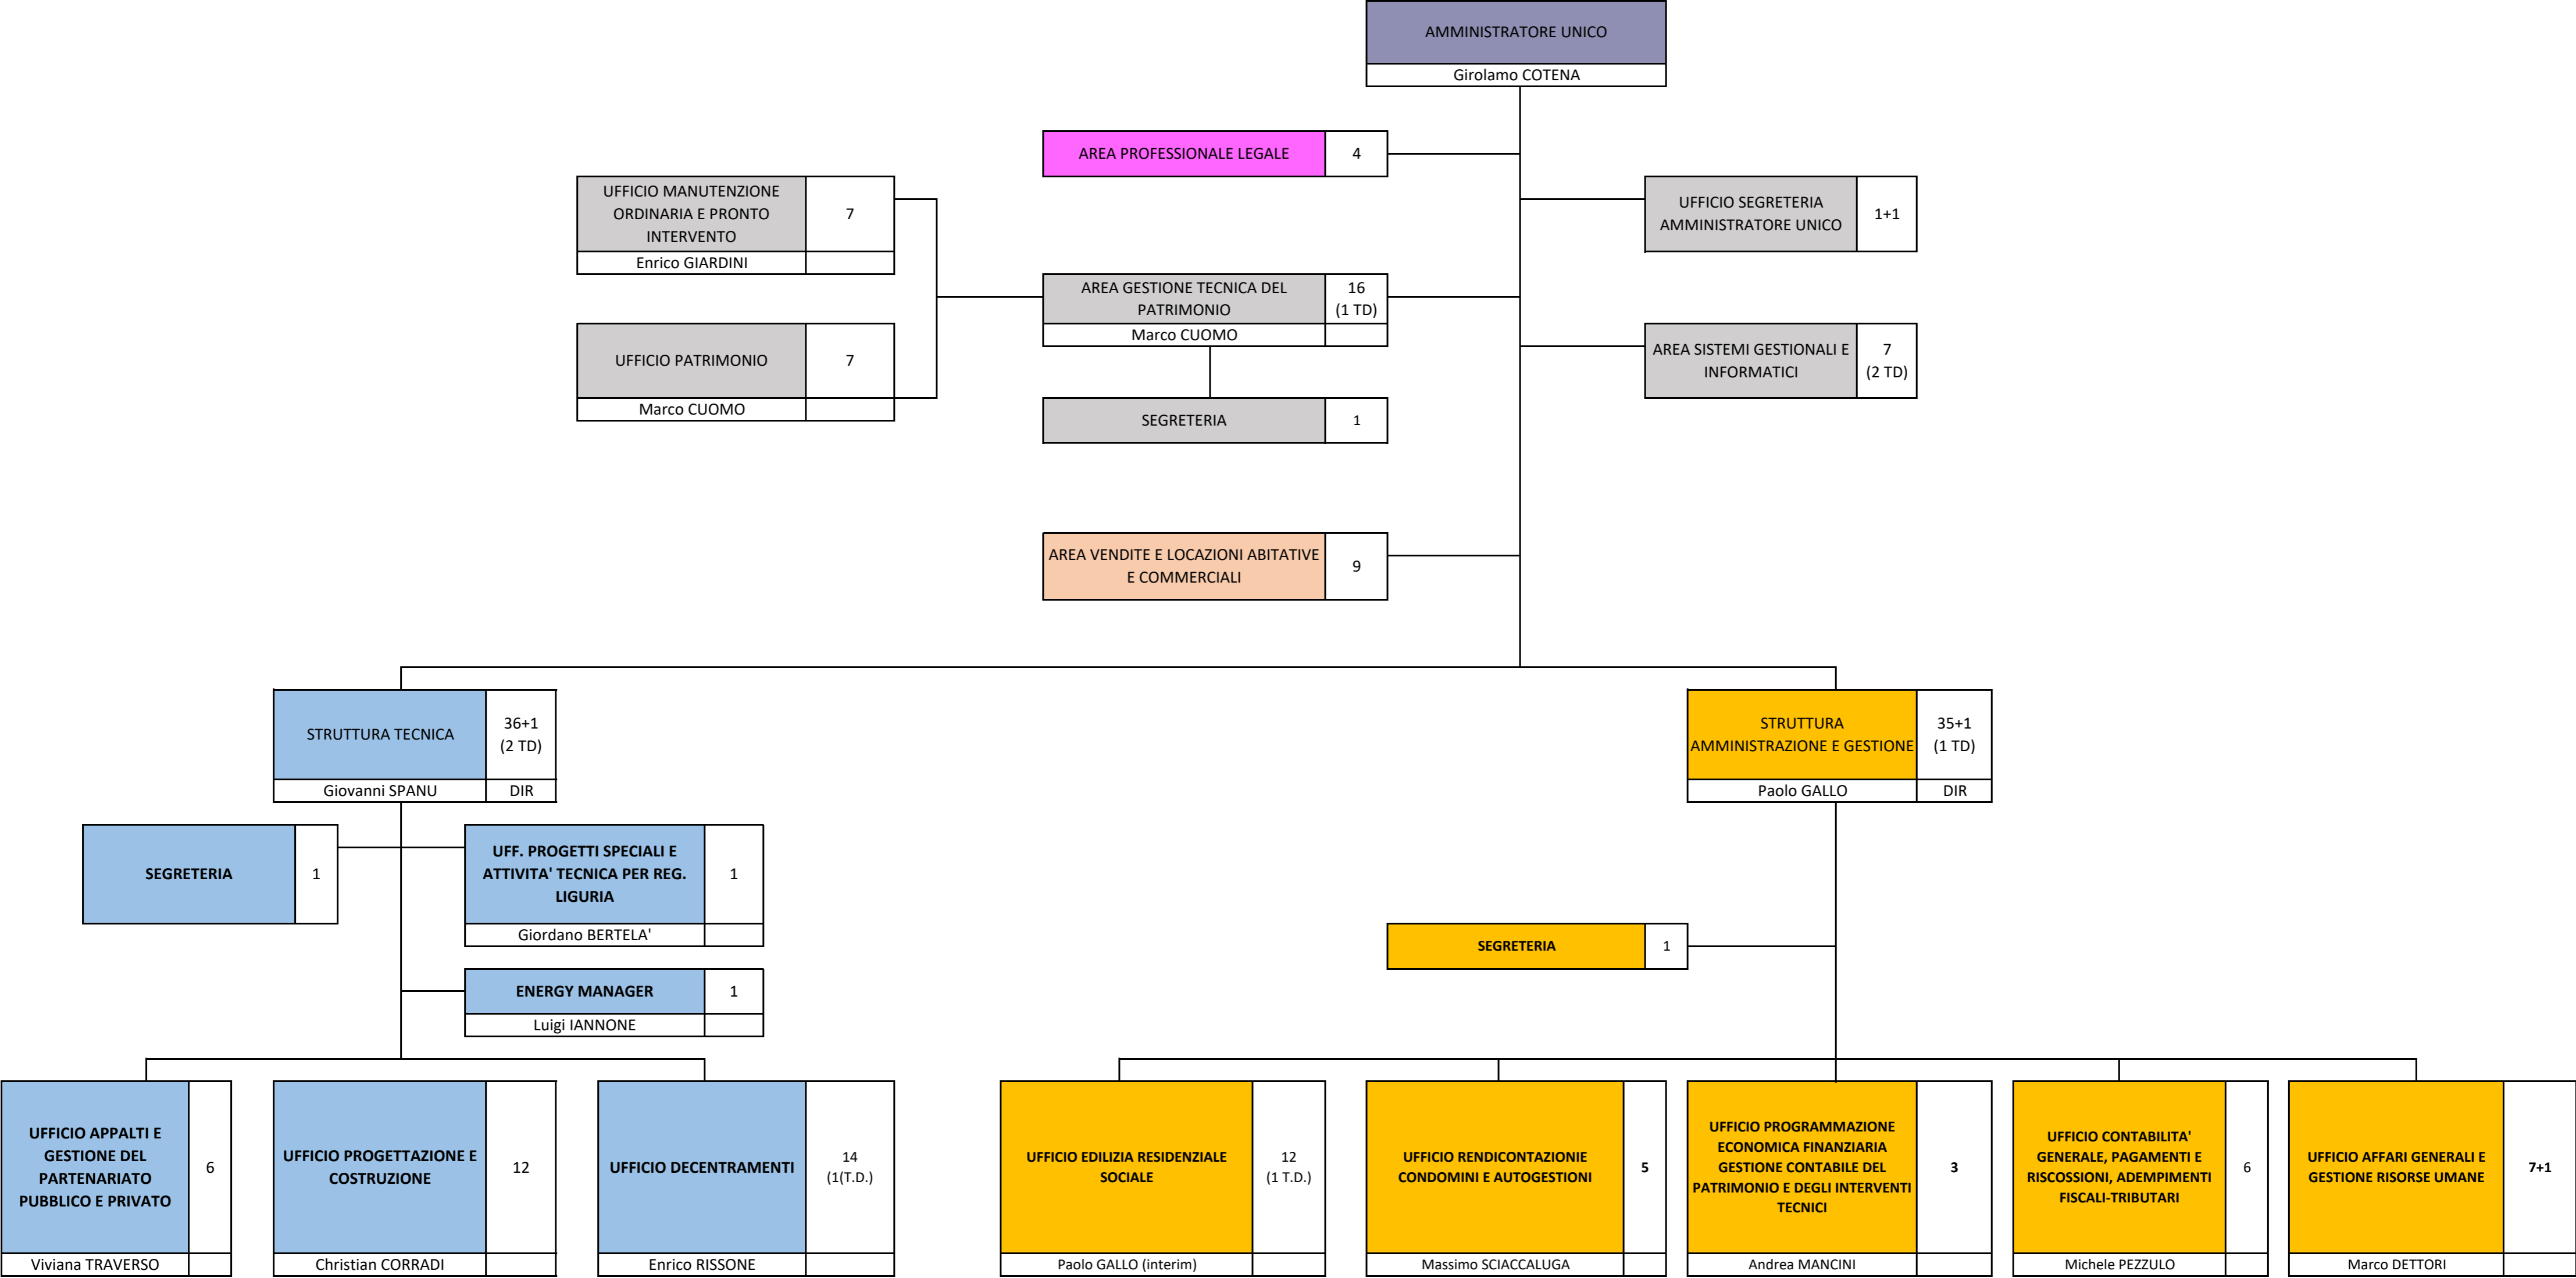 AMMINISTRATORE UNICO
Girolamo COTENA
AREA PROFESSIONALE LEGALE
4
UFFICIO MANUTENZIONE
ORDINARIA E PRONTO
INTERVENTO
7
Enrico GIARDINI
UFFICIO SEGRETERIA
AMMINISTRATORE UNICO
1+1
AREA GESTIONE TECNICA DEL
PATRIMONIO
16
(1 TD)
Marco CUOMO
UFFICIO PATRIMONIO
7
Marco CUOMO
AREA SISTEMI GESTIONALI E
INFORMATICI
7
(2 TD)
SEGRETERIA
1
AREA VENDITE E LOCAZIONI ABITATIVE
E COMMERCIALI
9
STRUTTURA TECNICA
36+1
(2 TD)
Giovanni SPANU
DIR
STRUTTURA
AMMINISTRAZIONE E GESTIONE
35+1
(1 TD)
Paolo GALLO
DIR
SEGRETERIA
1
UFF. PROGETTI SPECIALI E
ATTIVITA' TECNICA PER REG.
LIGURIA
1
Giordano BERTELA'
SEGRETERIA
1
ENERGY MANAGER
1
Luigi IANNONE
UFFICIO APPALTI E
GESTIONE DEL
PARTENARIATO
PUBBLICO E PRIVATO
6
Viviana TRAVERSO
UFFICIO PROGETTAZIONE E
COSTRUZIONE
12
Christian CORRADI
UFFICIO DECENTRAMENTI
14
(1(T.D.)
Enrico RISSONE
UFFICIO EDILIZIA RESIDENZIALE
SOCIALE
12
(1 T.D.)
Paolo GALLO (interim)
UFFICIO RENDICONTAZIONIE
CONDOMINI E AUTOGESTIONI
5
Massimo SCIACCALUGA
UFFICIO PROGRAMMAZIONE
ECONOMICA FINANZIARIA
GESTIONE CONTABILE DEL
PATRIMONIO E DEGLI INTERVENTI
TECNICI
3
Andrea MANCINI
UFFICIO CONTABILITA'
GENERALE, PAGAMENTI E
RISCOSSIONI, ADEMPIMENTI
FISCALI-TRIBUTARI
6
Michele PEZZULO
UFFICIO AFFARI GENERALI E
GESTIONE RISORSE UMANE
7+1
Marco DETTORI